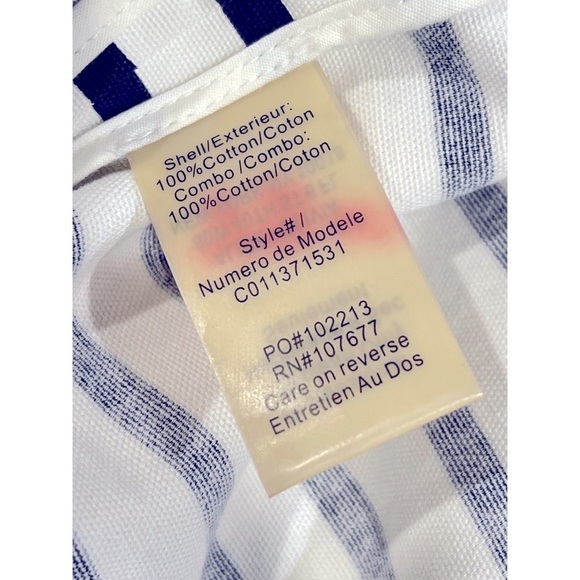 Shell/Exterieur:
100%Cotton/Coton
Combo /Combo:
100%Cotton/Coton
Style# /
Numero de Modele
C011371531
PO#102213
RN#107677
Care on reverse
Entretien Au Dos